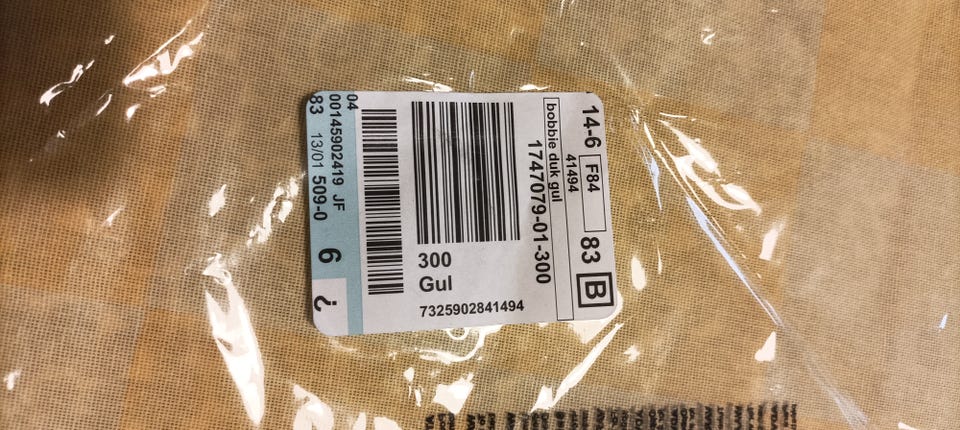 14-6 F84 83 B
41494
bobbie duk gul
1747079-01-300
300
Gul
7325902841494
04
00145902419 JF
83 13/01 509-0 6 ¿